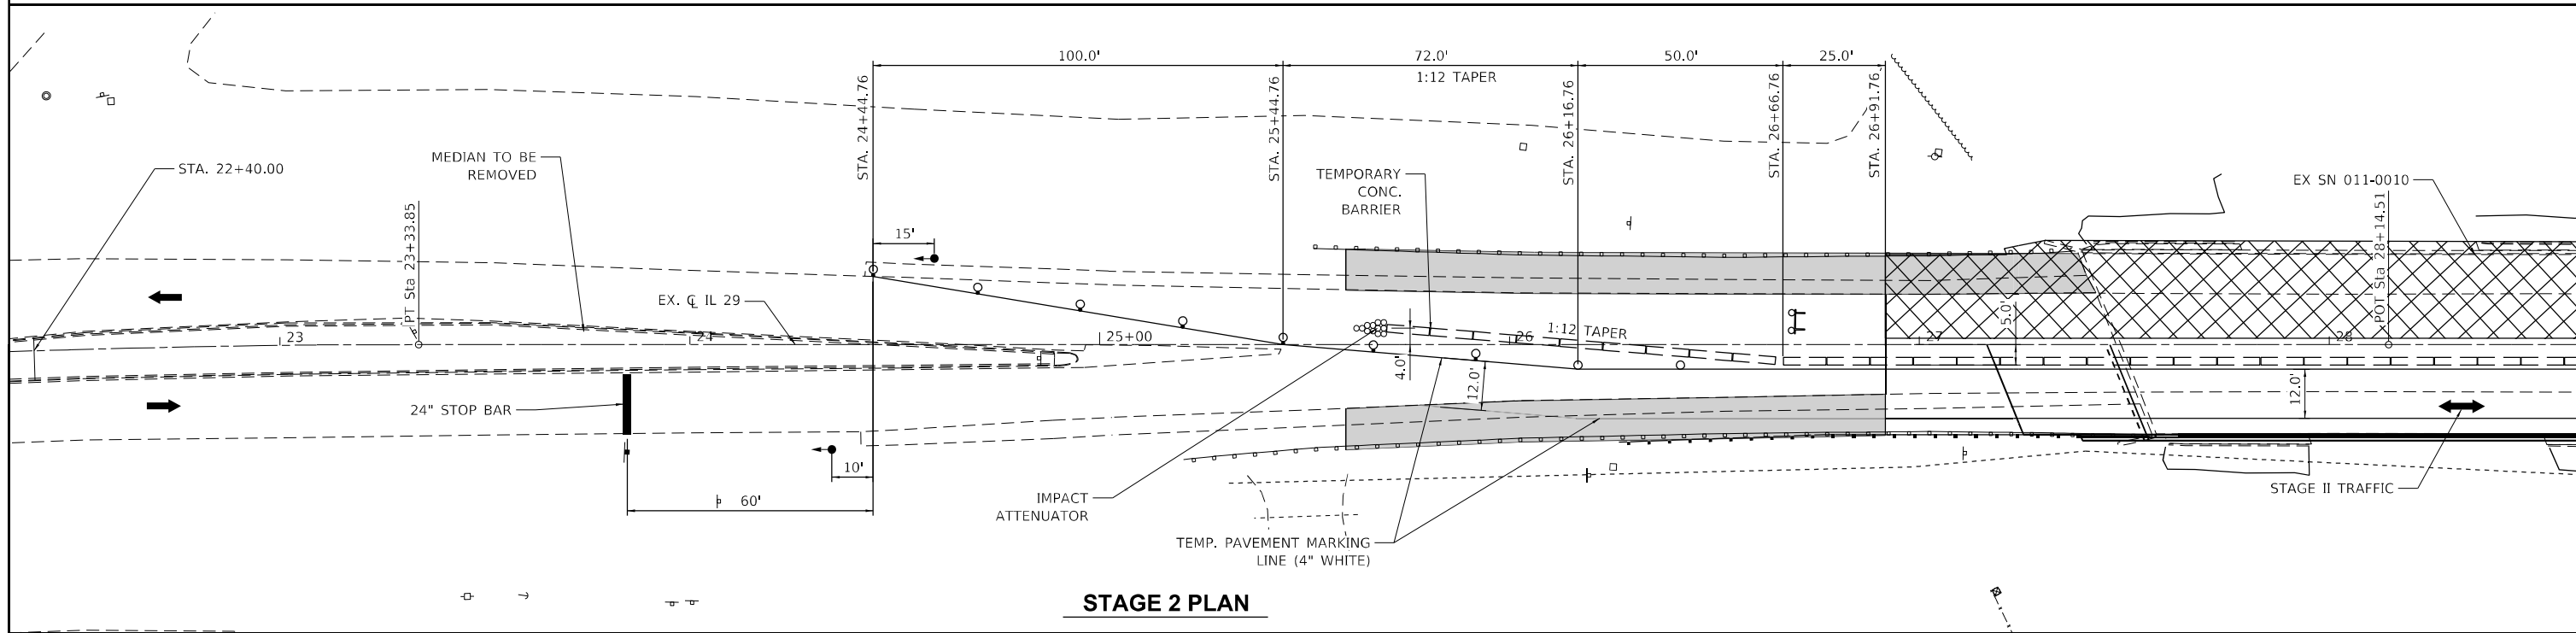 100.0'
72.0'
50.0'
25.0'
1:12 TAPER
STA. 24+44.76
STA. 25+44.76
STA. 26+16.76
STA. 26+66.76
STA. 26+91.76
STA. 22+40.00
MEDIAN TO BE
REMOVED
TEMPORARY
CONC.
BARRIER
EX SN 011-0010
PT Sta 23+33.85
POT Sta 28+14.51
15'
EX. ℄ IL 29
1:12 TAPER
5.0'
23
24
25+00
26
27
28
4.0'
12.0'
12.0'
24" STOP BAR
10'
60'
IMPACT
ATTENUATOR
STAGE II TRAFFIC
TEMP. PAVEMENT MARKING
LINE (4" WHITE)
STAGE 2 PLAN